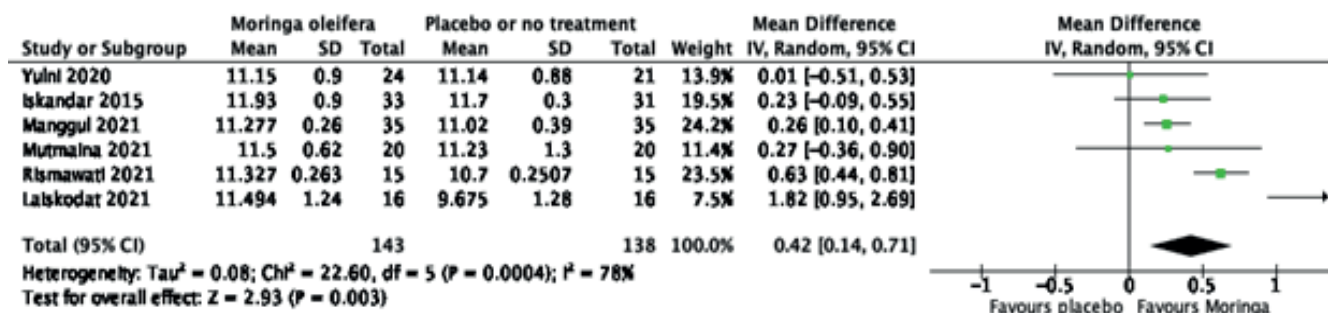 Moringa oleifera Placebo or no treatment Mean Difference Mean Difference
Study or Subgroup Mean SD Total Mean SD Total Weight IV, Random, 95% CI IV, Random, 95% CI
Yulni 2020 11.15 0.9 24 11.14 0.88 21 13.9% 0.01 [−0.51, 0.53]
Iskandar 2015 11.93 0.9 33 11.7 0.3 31 19.5% 0.23 [−0.09, 0.55]
Manggul 2021 11.277 0.26 35 11.02 0.39 35 24.2% 0.26 [0.10, 0.41]
Mutmaina 2021 11.5 0.62 20 11.23 1.3 20 11.4% 0.27 [−0.36, 0.90]
Rismawati 2021 11.327 0.263 15 10.7 0.2507 15 23.5% 0.63 [0.44, 0.81]
Laiskodat 2021 11.494 1.24 16 9.675 1.28 16 7.5% 1.82 [0.95, 2.69]
Total (95% CI) 143 138 100.0% 0.42 [0.14, 0.71]
Heterogeneity: Tau² = 0.08; Chi² = 22.60, df = 5 (P = 0.0004); I² = 78%
Test for overall effect: Z = 2.93 (P = 0.003)
−1 −0.5 0 0.5 1
Favours placebo Favours Moringa